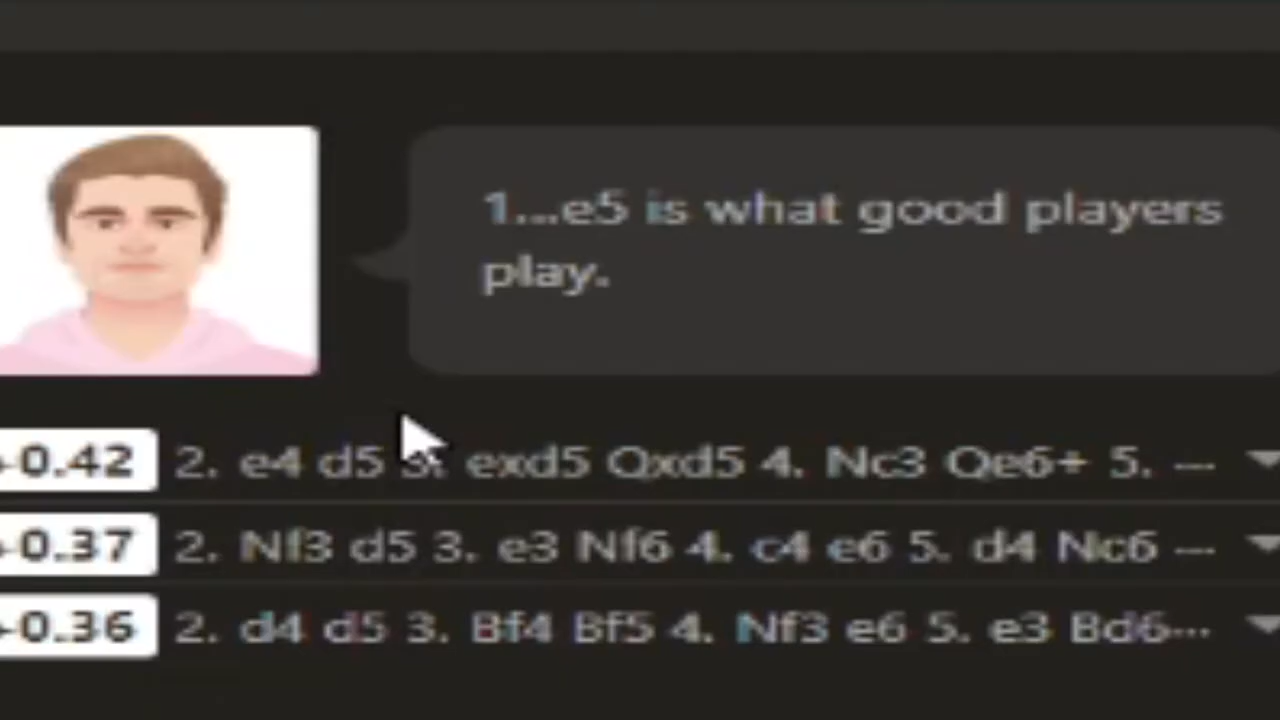 1...e5 is what good players
play.
+0.42 2. e4 d5 3. exd5 Qxd5 4. Nc3 Qe6+ 5. ...
+0.37 2. Nf3 d5 3. e3 Nf6 4. c4 e6 5. d4 Nc6 ...
+0.36 2. d4 d5 3. Bf4 Bf5 4. Nf3 e6 5. e3 Bd6...